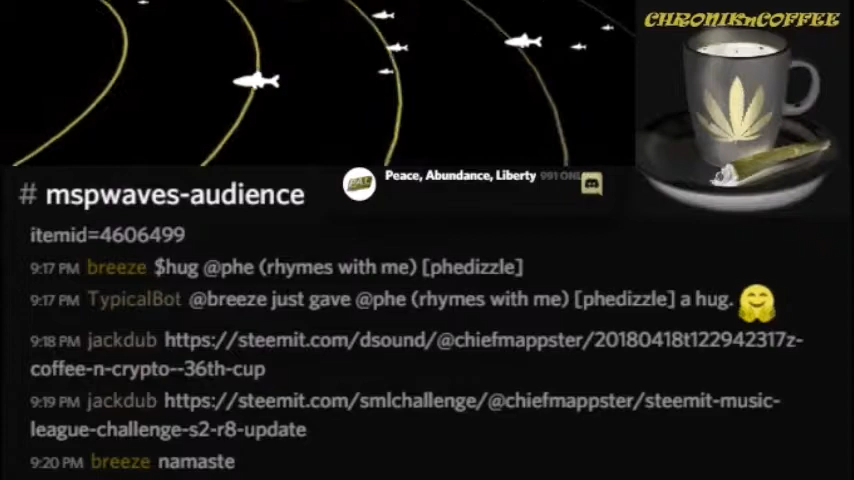 CHRONIKnCOFFEE
# mspwaves-audience
Peace, Abundance, Liberty 991 ONL
itemid=4606499
9:17 PM breeze $hug @phe (rhymes with me) [phedizzle]
9:17 PM TypicalBot @breeze just gave @phe (rhymes with me) [phedizzle] a hug.
9:18 PM jackdub https://steemit.com/dsound/@chiefmappster/20180418t122942317z-
coffee-n-crypto--36th-cup
9:19 PM jackdub https://steemit.com/smlchallenge/@chiefmappster/steemit-music-
league-challenge-s2-r8-update
9:20 PM breeze namaste